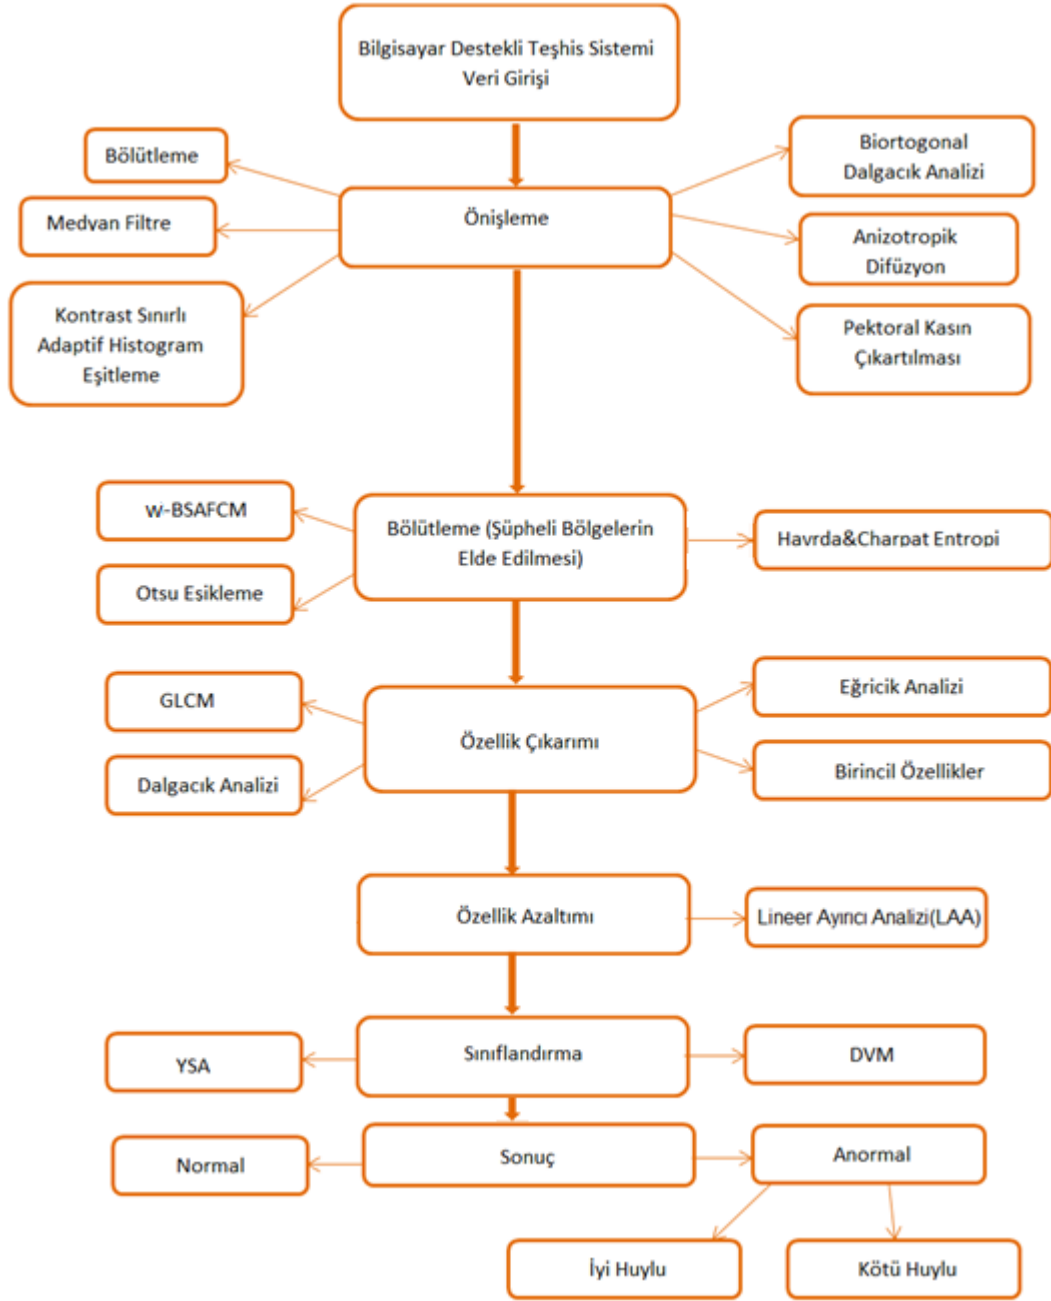 Bilgisayar Destekli Teşhis Sistemi
Veri Girişi
Bölütleme
Medyan Filtre
Kontrast Sınırlı
Adaptif Histogram
Eşitleme
Önişleme
Biortogonal
Dalgacık Analizi
Anizotropik
Difüzyon
Pektoral Kasın
Çıkartılması
w-BSAFCM
Otsu Eşikleme
Bölütleme (Şüpheli Bölgelerin
Elde Edilmesi)
Havrda&Charpat Entropi
GLCM
Dalgacık Analizi
Özellik Çıkarımı
Eğricik Analizi
Birincil Özellikler
Özellik Azaltımı
Lineer Ayırıcı Analizi(LAA)
YSA
Sınıflandırma
DVM
Normal
Sonuç
Anormal
İyi Huylu
Kötü Huylu